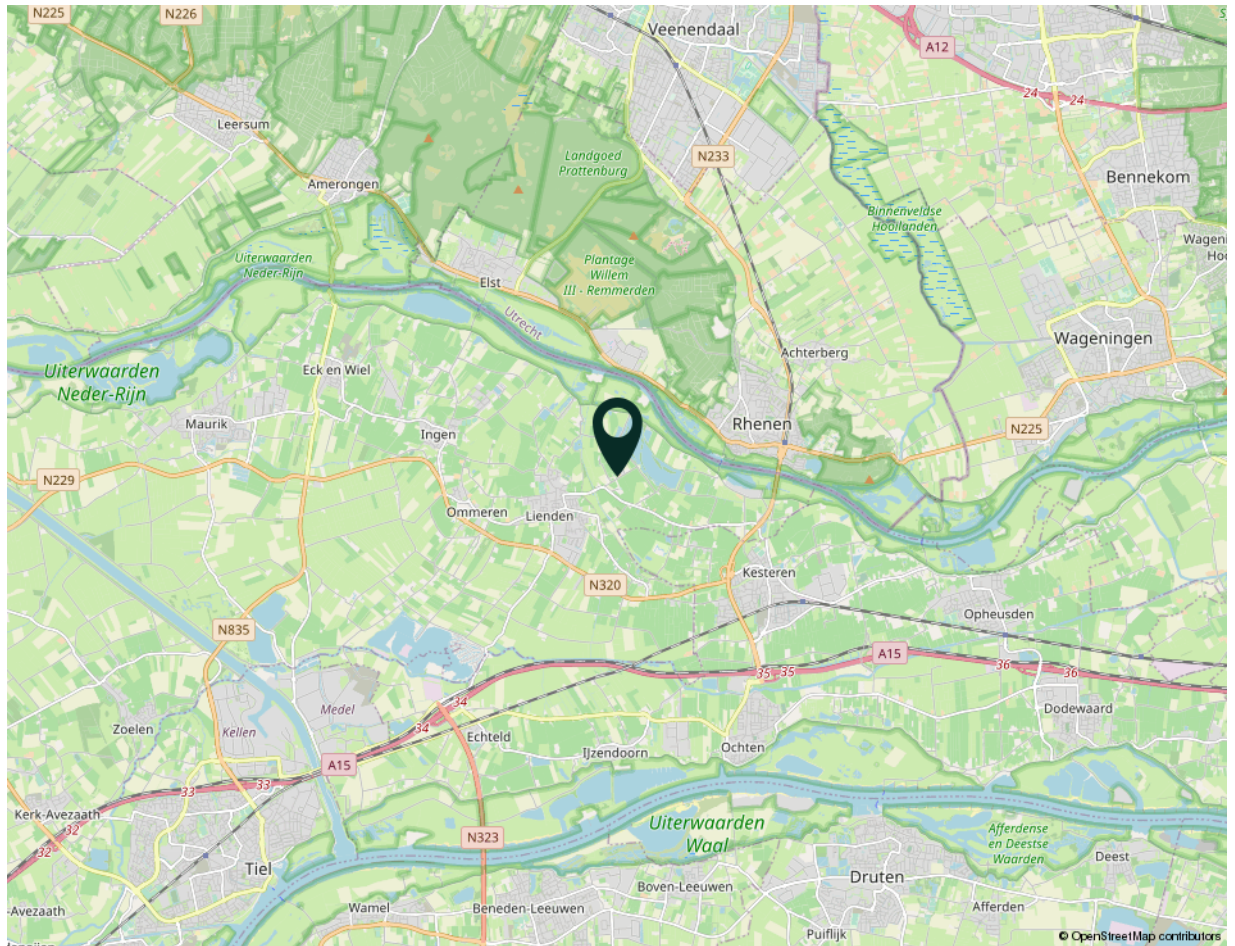 N225
N226
Veenendaal
A12
24
24
Leersum
Landgoed
Prattenburg
N233
Bennekom
Amerongen
Binnenveldse
Hooilanden
Uiterwaarden
Neder-Rijn
Elst
Plantage
Willem
III - Remmerden
Utrecht
Wageningen
Achterberg
Uiterwaarden
Neder-Rijn
Eck en Wiel
Maurik
Ingen
Rhenen
N225
N229
Ommeren
Lienden
N320
Kesteren
Opheusden
N835
A15
35
35
36
36
Zoelen
Kellen
Medel
34
34
Echteld
IJzendoorn
Ochten
Dodewaard
A15
33
33
Kerk-Avezaath
32
32
N323
Uiterwaarden
Waal
Afferdense
en Deestse
Waarden
Deest
Tiel
Druten
Boven-Leeuwen
-Avezaath
Wamel
Beneden-Leeuwen
Afferden
Puiflijk
© OpenStreetMap contributors